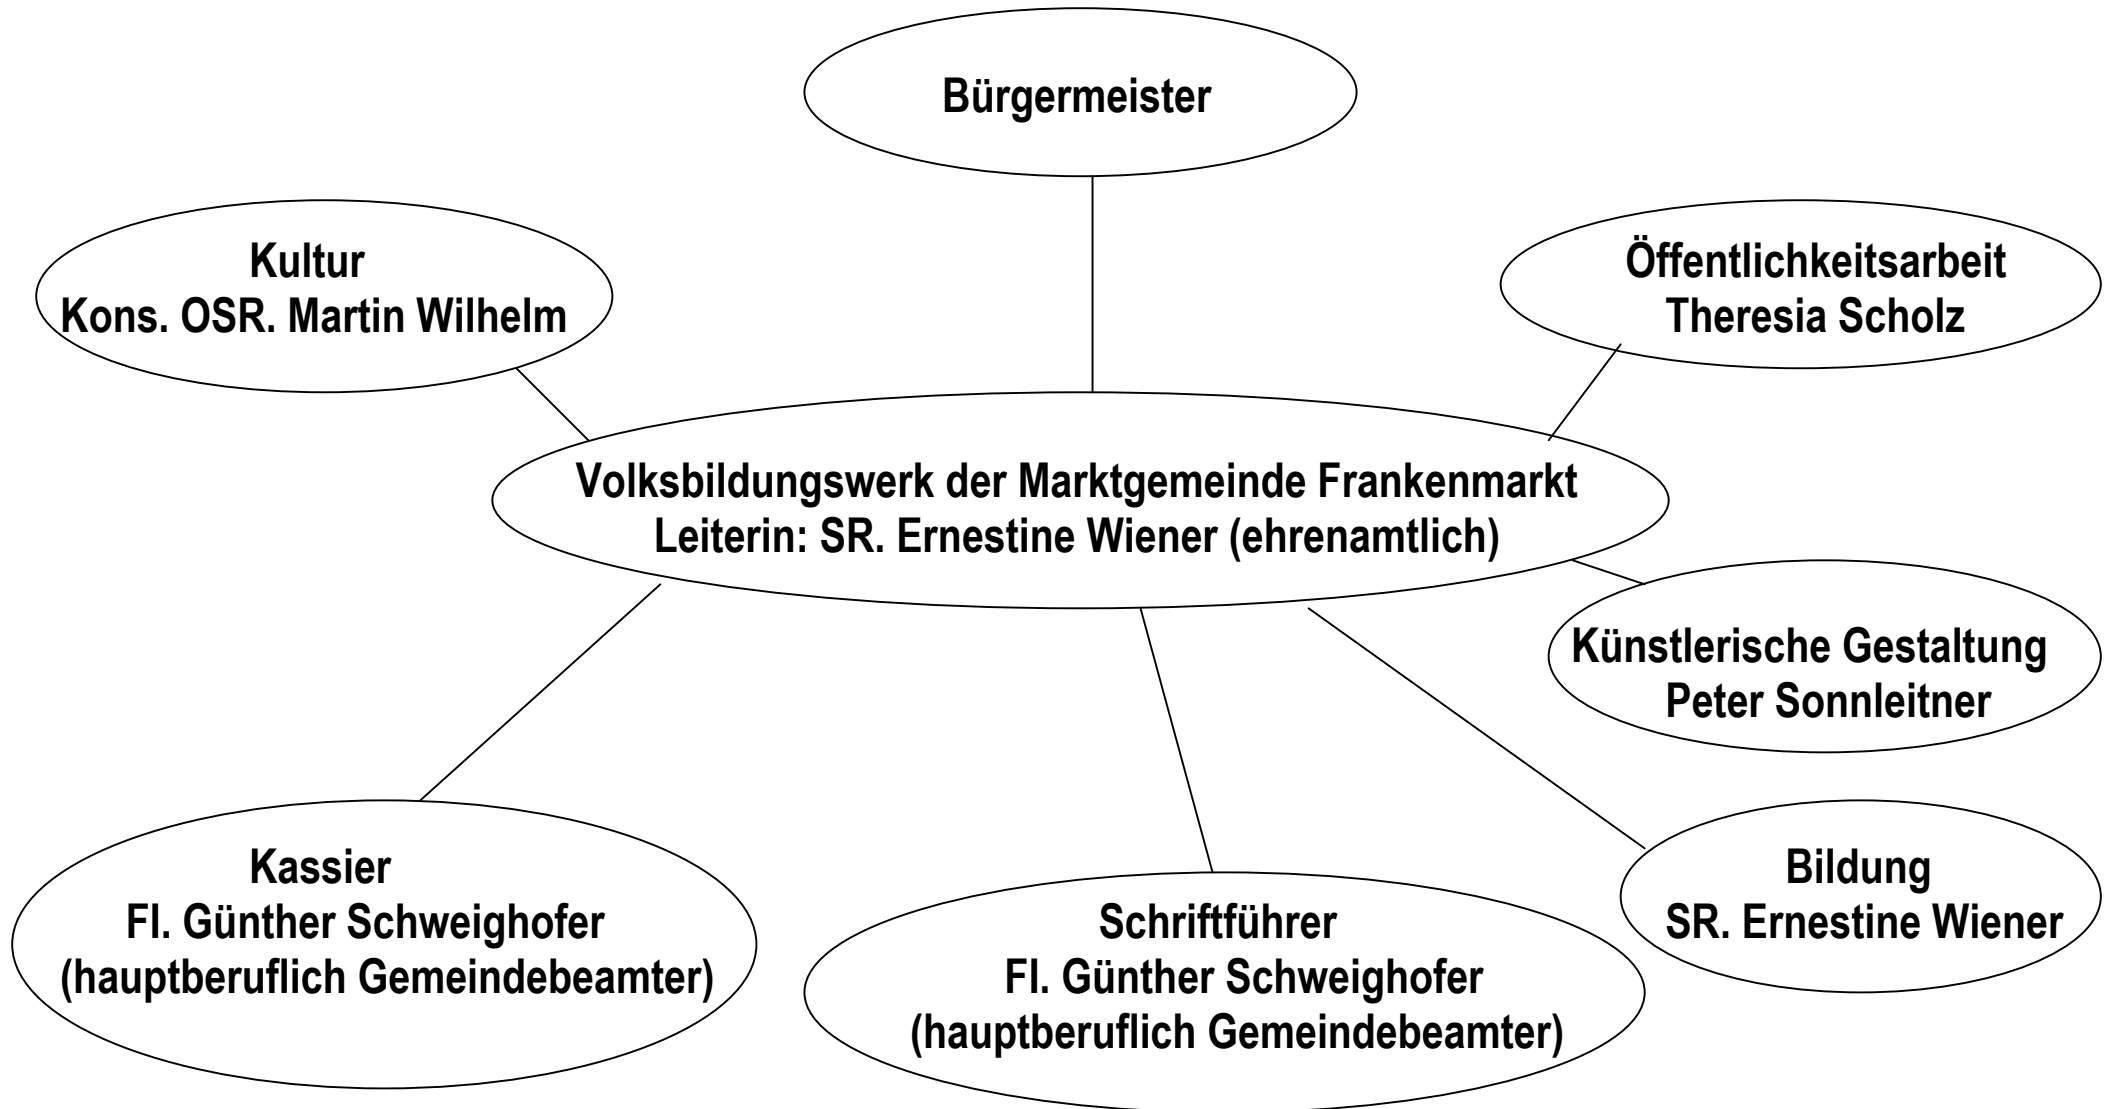 Bürgermeister
Kultur
Kons. OSR. Martin Wilhelm
Öffentlichkeitsarbeit
Theresia Scholz
Volksbildungswerk der Marktgemeinde Frankenmarkt
Leiterin: SR. Ernestine Wiener (ehrenamtlich)
Künstlerische Gestaltung
Peter Sonnleitner
Kassier
FI. Günther Schweighofer
(hauptberuflich Gemeindebeamter)
Schriftführer
FI. Günther Schweighofer
(hauptberuflich Gemeindebeamter)
Bildung
SR. Ernestine Wiener